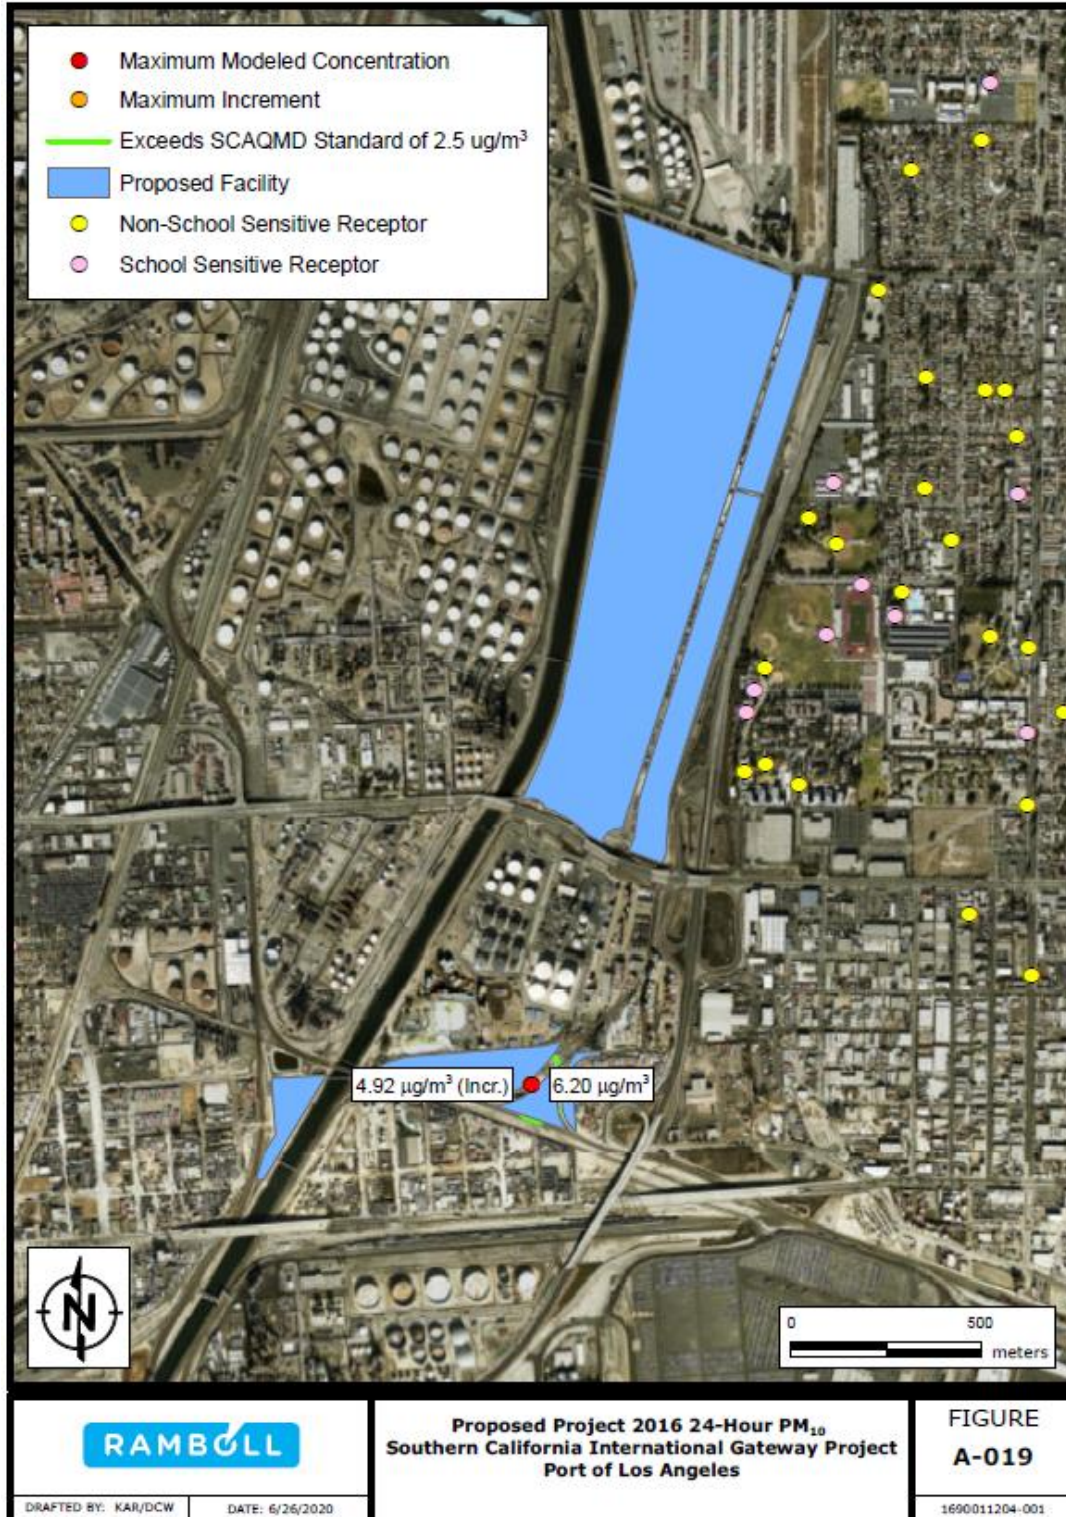 Maximum Modeled Concentration
Maximum Increment
Exceeds SCAQMD Standard of 2.5 ug/m³
Proposed Facility
Non-School Sensitive Receptor
School Sensitive Receptor
4.92 µg/m³ (Incr.)
6.20 µg/m³
N
0 500
meters
RAMBOLL
DRAFTED BY: KAR/DCW
DATE: 6/26/2020
Proposed Project 2016 24-Hour PM₁₀
Southern California International Gateway Project
Port of Los Angeles
FIGURE
A-019
1690011204-001